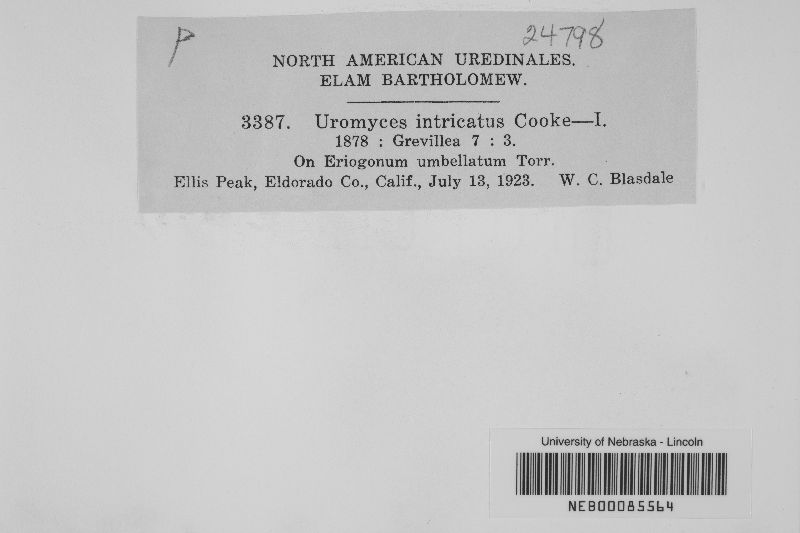 P
24798
NORTH AMERICAN UREDINALES.
ELAM BARTHOLOMEW.
3387. Uromyces intricatus Cooke—I.
1878 : Grevillea 7 : 3.
On Eriogonum umbellatum Torr.
Ellis Peak, Eldorado Co., Calif., July 13, 1923. W. C. Blasdale
University of Nebraska - Lincoln
NEB00085564